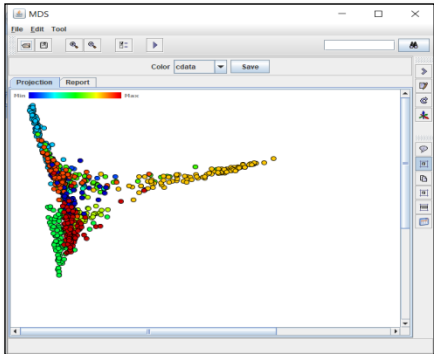 MDS
File Edit Tool
Color cdata Save
Projection Report
Min Max